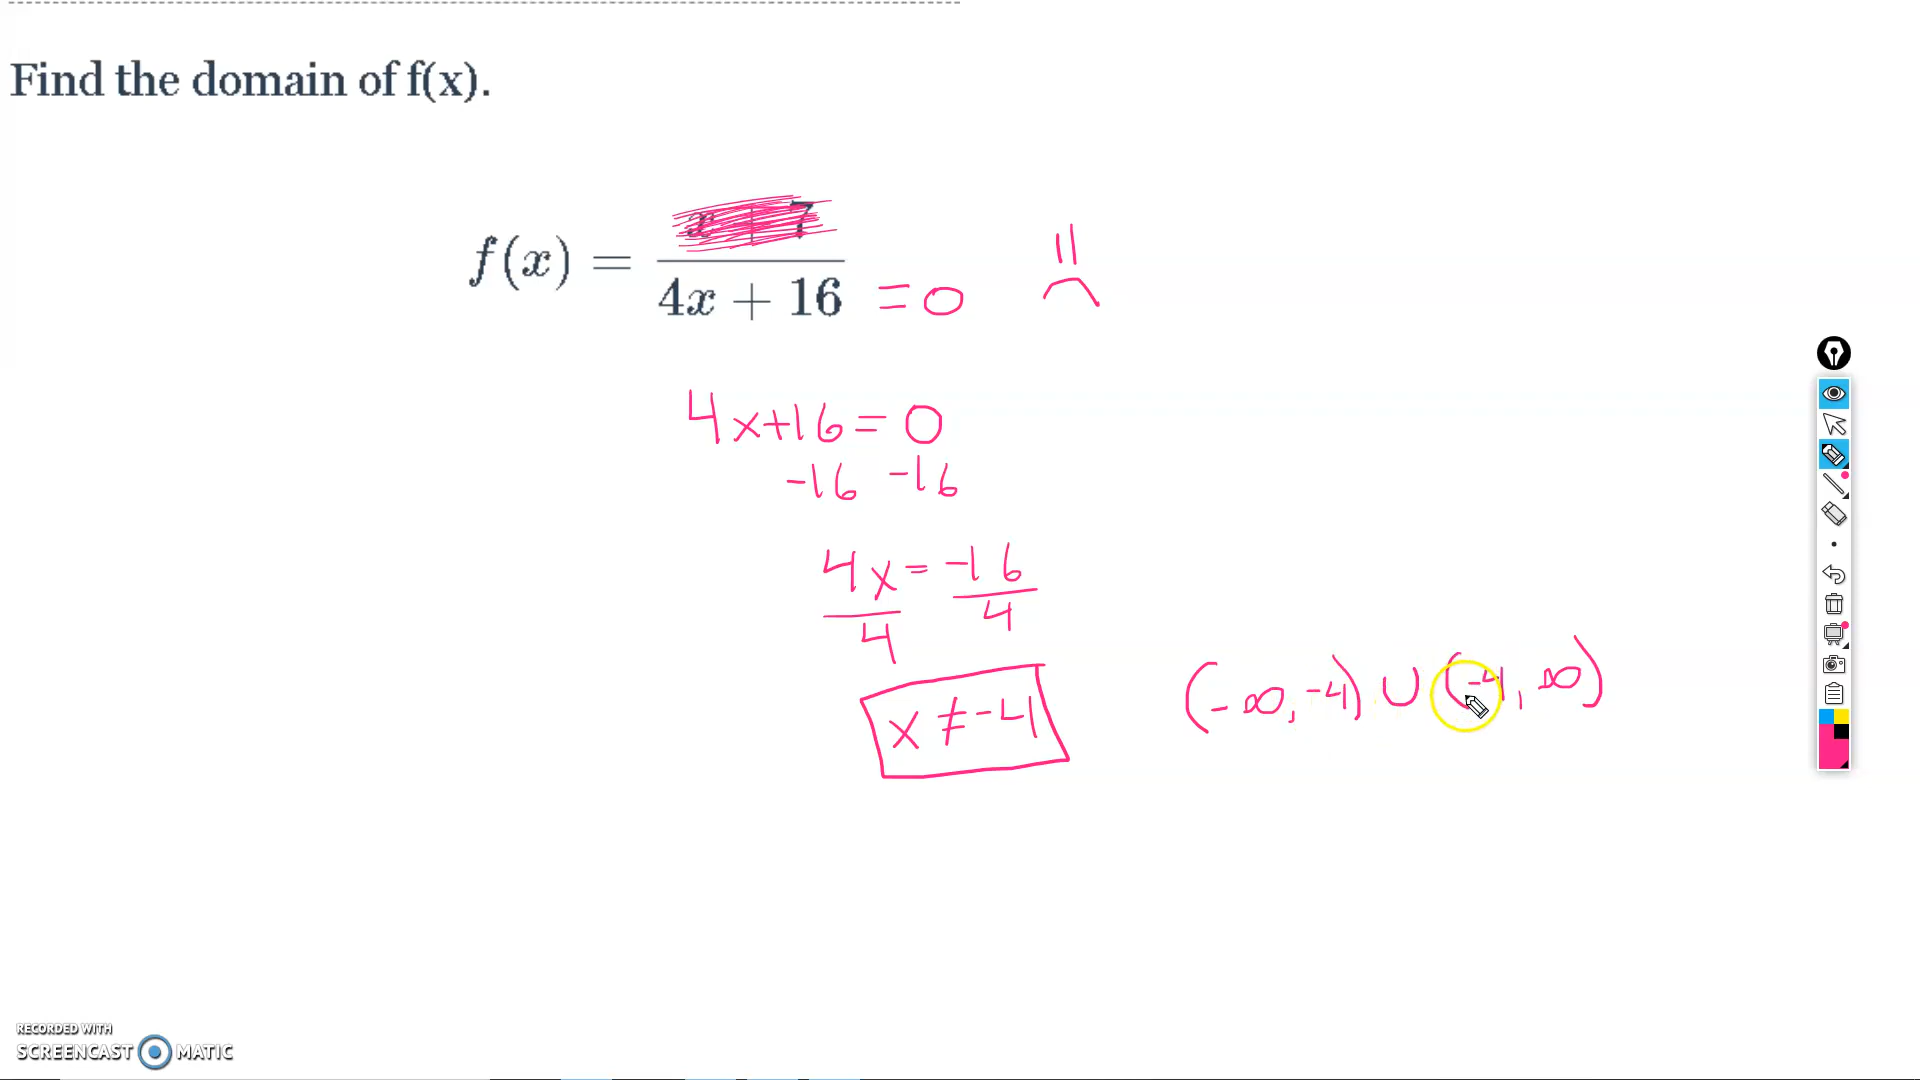 Find the domain of f(x).
f(x) = x + 7 / 4x + 16 = 0
4x+16=0
-16 -16
4x = -16
4 4
x ≠ -4
(-∞, -4) ∪ (-4, ∞)
RECORDED WITH
SCREENCAST MATIC